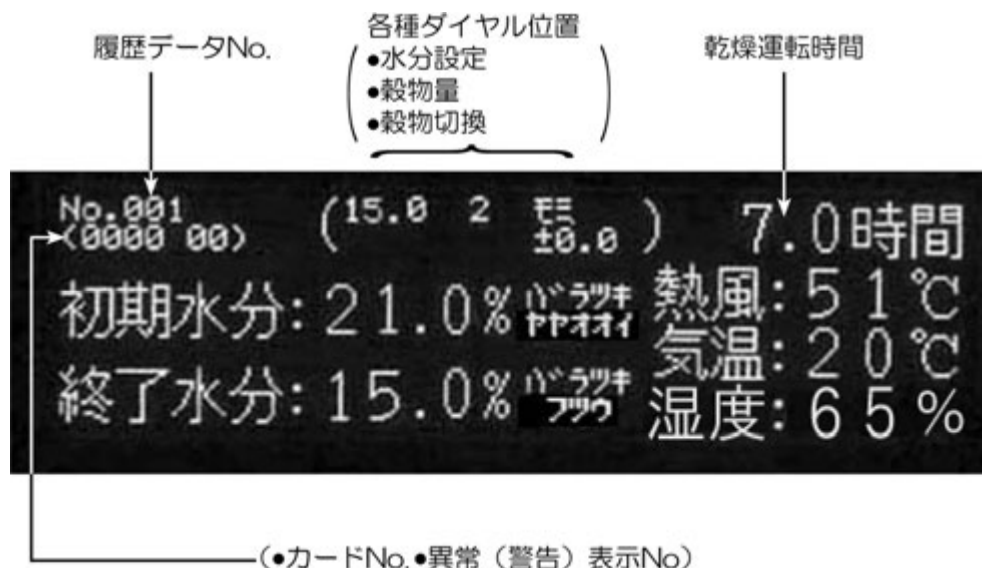 履歴データNo.
各種ダイヤル位置
●水分設定
●穀物量
●穀物切換
乾燥運転時間
No.001
(0000 00)
(15.0 2 モミ ±0.0)
7.0時間
初期水分:21.0% バラツキ ヤヤオオイ
終了水分:15.0% バラツキ フツウ
熱風:51℃
気温:20℃
湿度:65%
(●カードNo.●異常(警告)表示No)